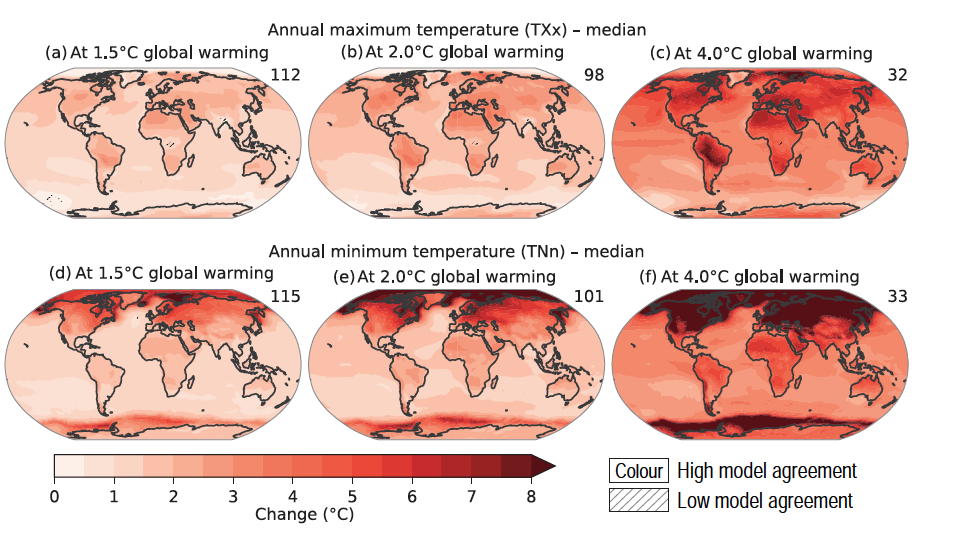 Annual maximum temperature (TXx) – median
(a) At 1.5°C global warming
(b) At 2.0°C global warming
(c) At 4.0°C global warming
112
98
32
Annual minimum temperature (TNn) – median
(d) At 1.5°C global warming
(e) At 2.0°C global warming
(f) At 4.0°C global warming
115
101
33
0 1 2 3 4 5 6 7 8
Change (°C)
Colour High model agreement
Low model agreement